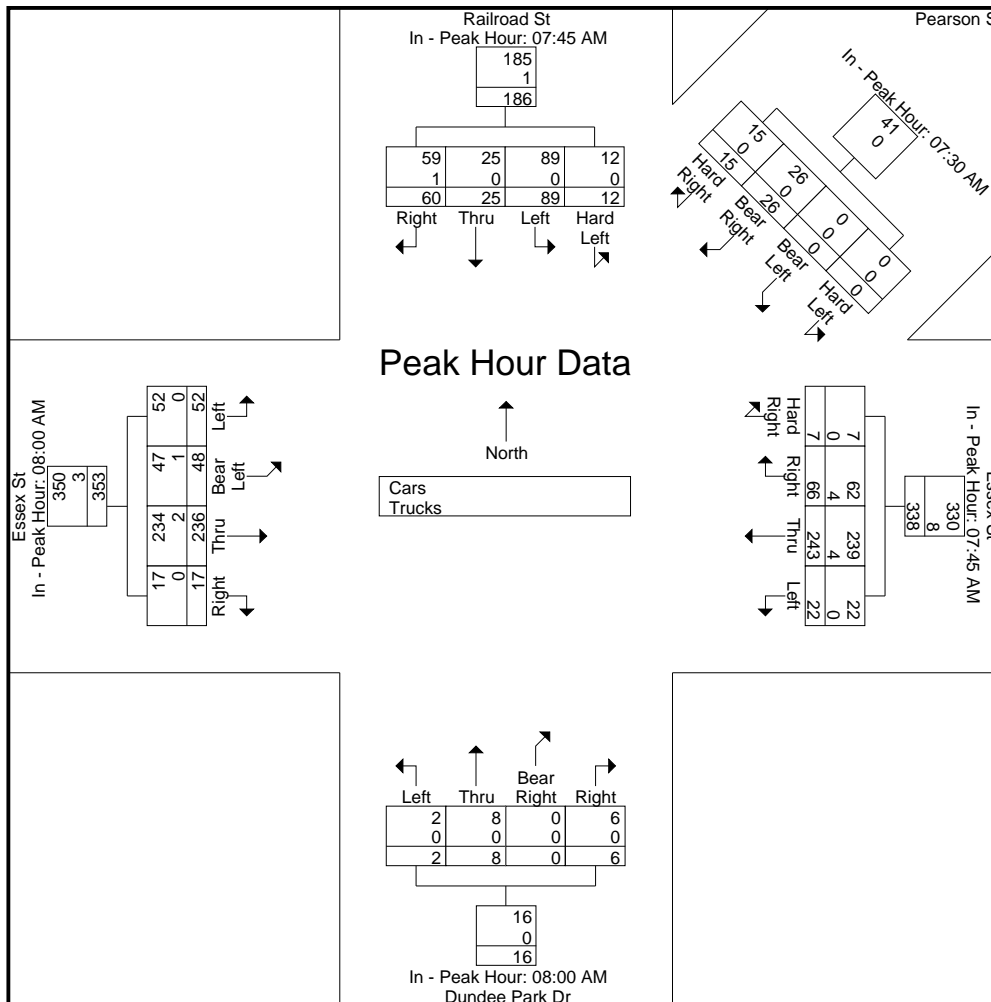 Railroad St
In - Peak Hour: 07:45 AM
185
1
186
59 25 89 12
1 0 0 0
60 25 89 12
Right Thru Left Hard Left
Pearson S
In - Peak Hour: 07:30 AM
41
0
15 26 0 0
0 0 0 0
15 26 0 0
Hard Right Bear Right Bear Left Hard Left
Peak Hour Data
North
Cars
Trucks
Essex St
In - Peak Hour: 08:00 AM
350
3
353
52 0 52 Left
47 1 48 Bear Left
234 2 236 Thru
17 0 17 Right
Essex St
In - Peak Hour: 07:45 AM
330
8
338
Hard Right 7 0 7
Right 66 4 62
Thru 243 4 239
Left 22 0 22
Left Thru Bear Right Right
2 8 0 6
0 0 0 0
2 8 0 6
16
0
16
In - Peak Hour: 08:00 AM
Dundee Park Dr